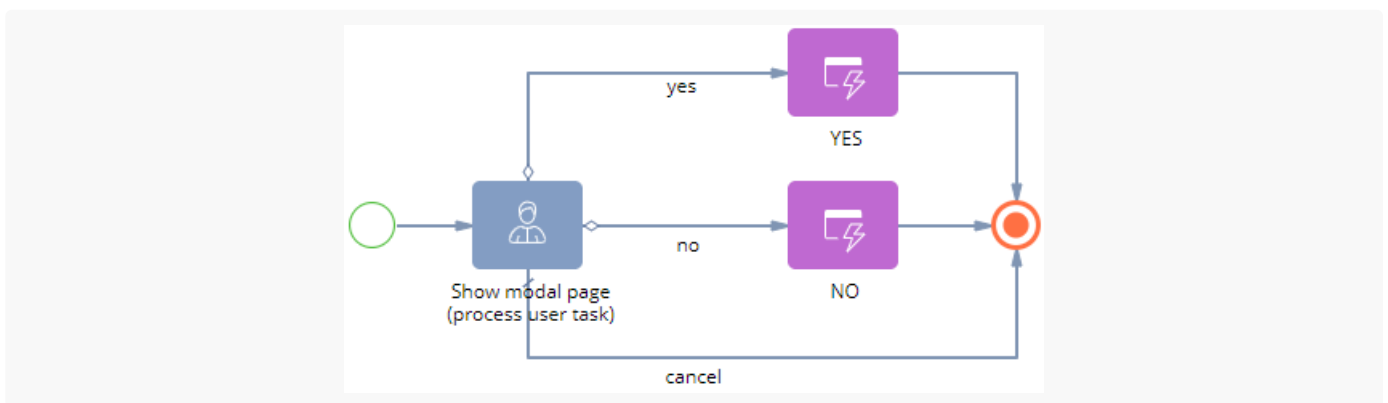 yes
YES
no
Show modal page
(process user task)
NO
cancel